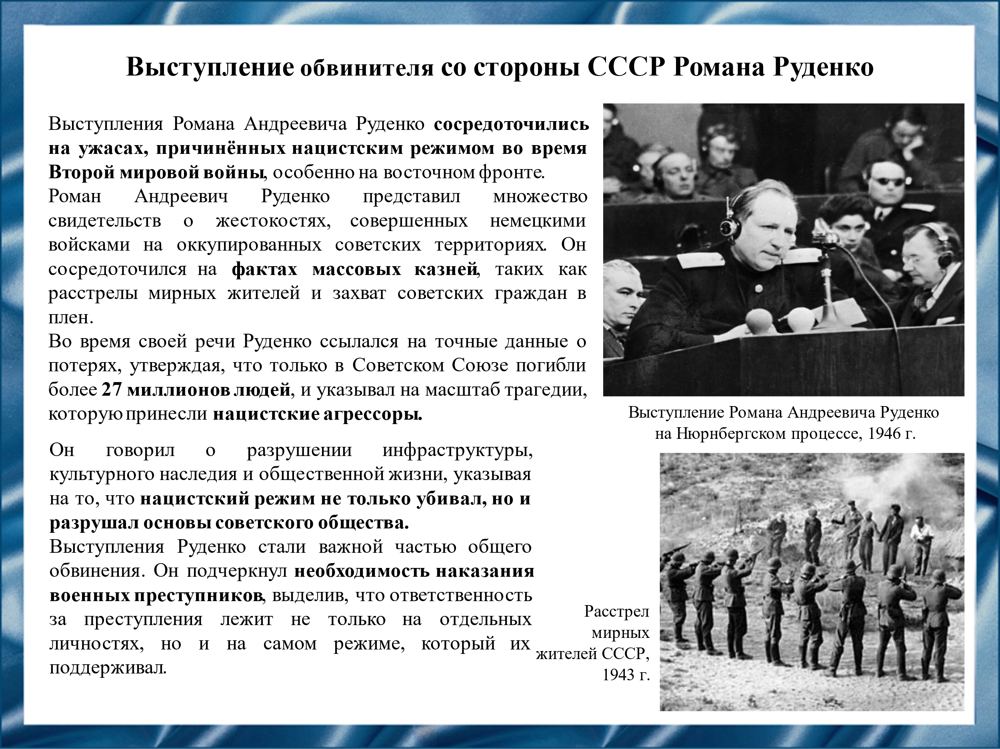 Выступление обвинителя со стороны СССР Романа Руденко
Выступления Романа Андреевича Руденко сосредоточились
на ужасах, причинённых нацистским режимом во время
Второй мировой войны, особенно на восточном фронте.
Роман Андреевич Руденко представил множество
свидетельств о жестокостях, совершенных немецкими
войсками на оккупированных советских территориях. Он
сосредоточился на фактах массовых казней, таких как
расстрелы мирных жителей и захват советских граждан в
плен.
Во время своей речи Руденко ссылался на точные данные о
потерях, утверждая, что только в Советском Союзе погибли
более 27 миллионов людей, и указывал на масштаб трагедии,
которую принесли нацистские агрессоры.
Он говорил о разрушении инфраструктуры,
культурного наследия и общественной жизни, указывая
на то, что нацистский режим не только убивал, но и
разрушал основы советского общества.
Выступления Руденко стали важной частью общего
обвинения. Он подчеркнул необходимость наказания
военных преступников, выделив, что ответственность
за преступления лежит не только на отдельных
личностях, но и на самом режиме, который их
поддерживал.
Выступление Романа Андреевича Руденко
на Нюрнбергском процессе, 1946 г.
Расстрел
мирных
жителей СССР,
1943 г.